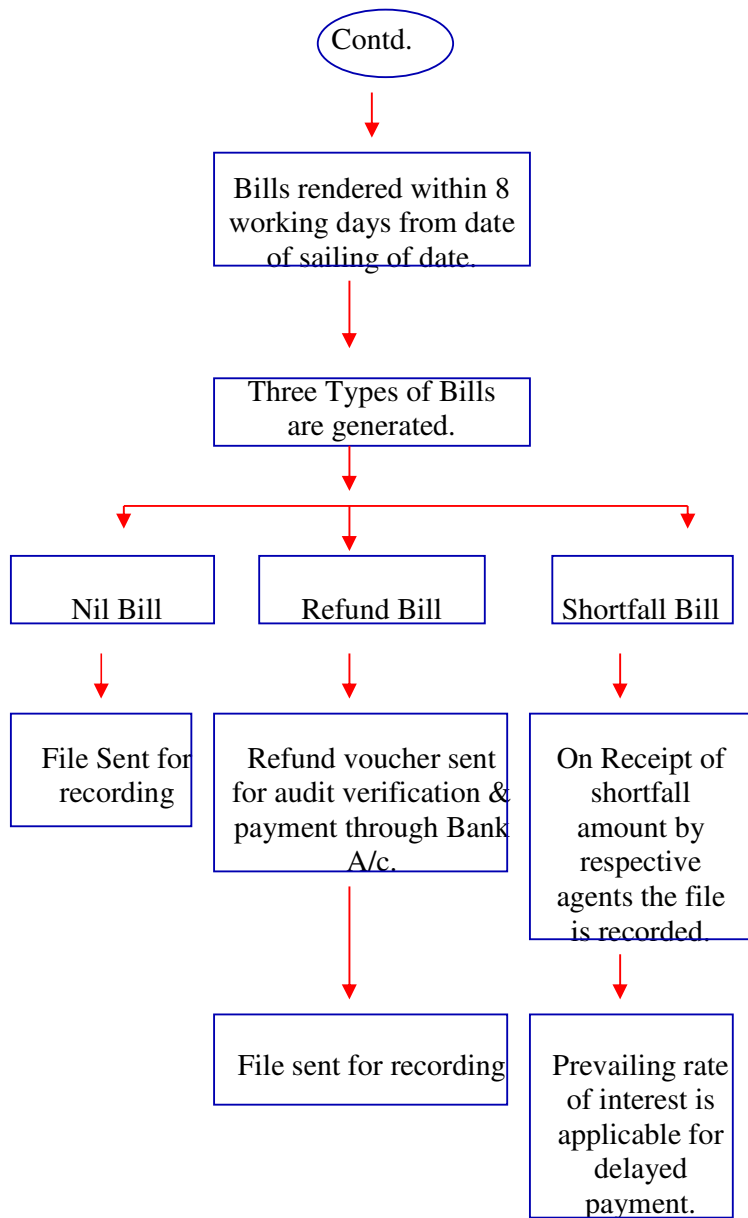 Contd.
Bills rendered within 8
working days from date
of sailing of date.
Three Types of Bills
are generated.
Nil Bill
Refund Bill
Shortfall Bill
File Sent for
recording
Refund voucher sent
for audit verification &
payment through Bank
A/c.
On Receipt of
shortfall
amount by
respective
agents the file
is recorded.
File sent for recording
Prevailing rate
of interest is
applicable for
delayed
payment.